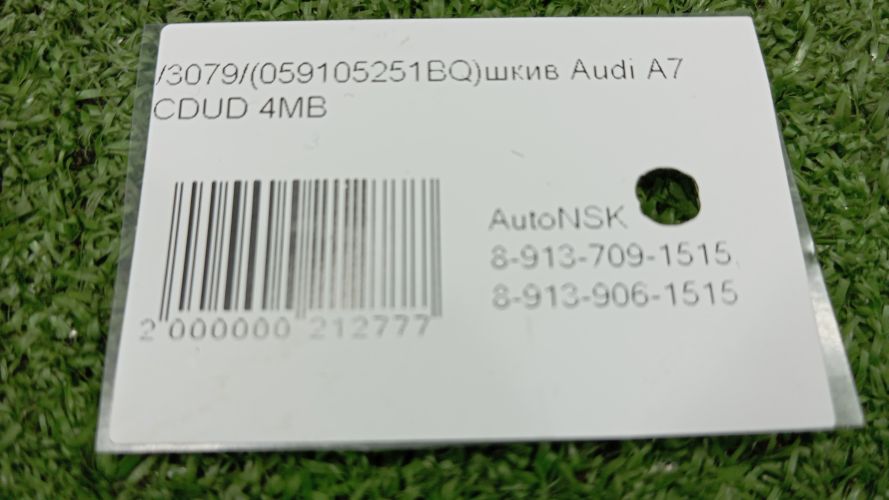 /3079/(059105251BQ)шкив Audi A7
CDUD 4MB
AutoNSK
8-913-709-1515,
8-913-906-1515
2 000000 212777